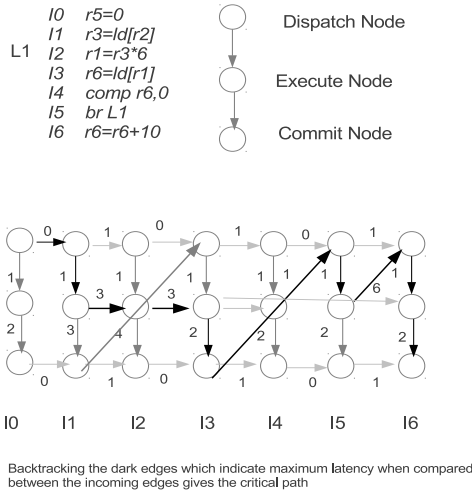 I0 r5=0
I1 r3=ld[r2]
L1 I2 r1=r3*6
I3 r6=ld[r1]
I4 comp r6,0
I5 br L1
I6 r6=r6+10
Dispatch Node
Execute Node
Commit Node
0 1 0 1 0 1
1 1 1 1 1 1 1 1
3 3 6
2 3 4 2 2 2 2
0 1 0 1 0 1
I0 I1 I2 I3 I4 I5 I6
Backtracking the dark edges which indicate maximum latency when compared
between the incoming edges gives the critical path